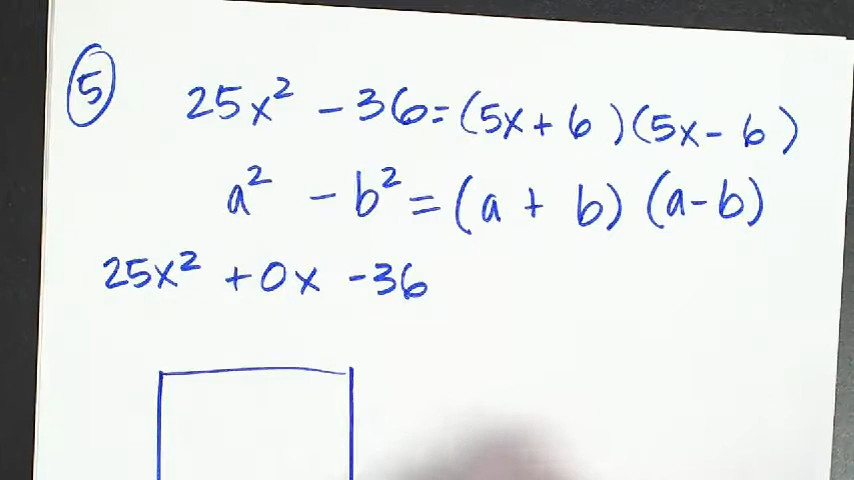 5 25x² - 36 = (5x + 6)(5x - 6)
a² - b² = (a + b)(a - b)
25x² + 0x - 36